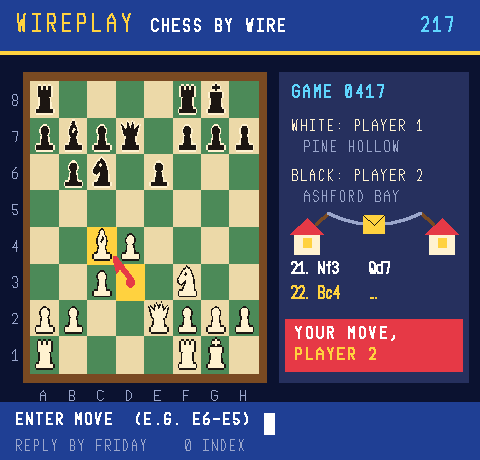 WIREPLAY CHESS BY WIRE 217
GAME 0417
WHITE: PLAYER 1
PINE HOLLOW
BLACK: PLAYER 2
ASHFORD BAY
21. Nf3 Qd7
22. Bc4 …
YOUR MOVE,
PLAYER 2
8
7
6
5
4
3
2
1
A B C D E F G H
ENTER MOVE (E.G. E6-E5)
REPLY BY FRIDAY 0 INDEX